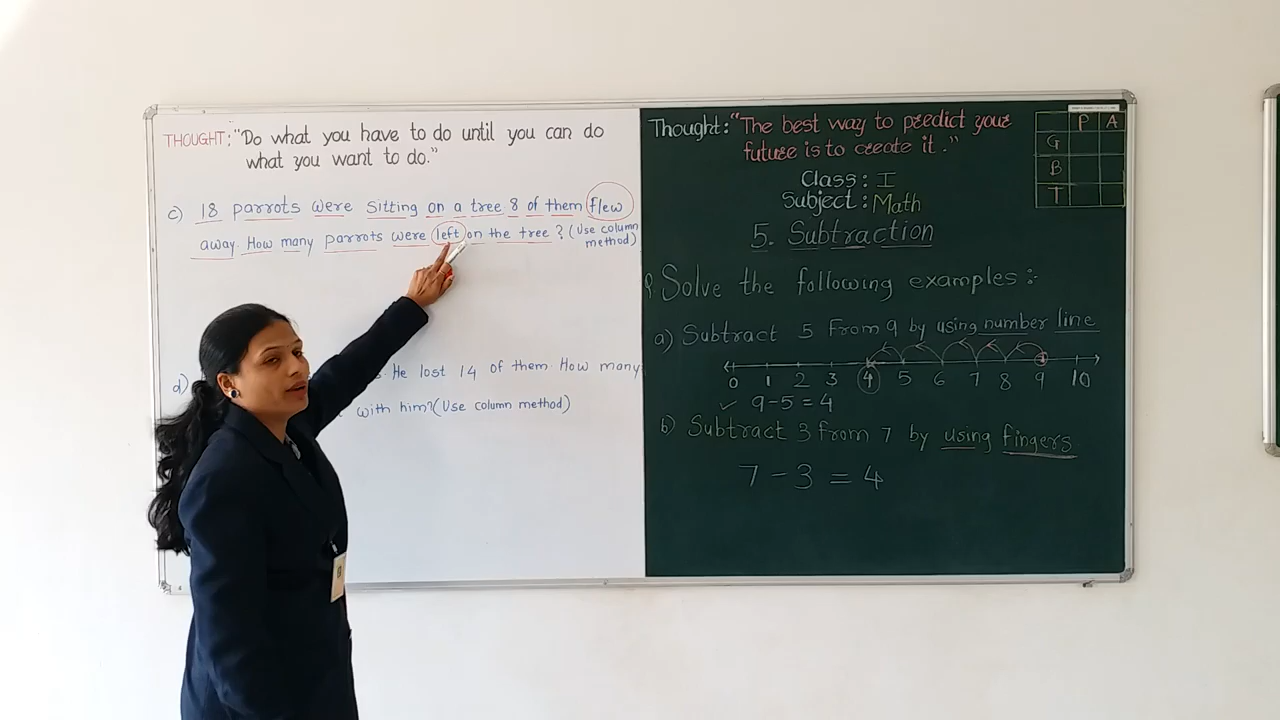 THOUGHT: "Do what you have to do until you can do
what you want to do."
c) 18 parrots were sitting on a tree 8 of them flew
away. How many parrots were left on the tree? (Use column
method)
d) He lost 14 of them. How many
with him? (Use column method)
Thought: "The best way to predict your
future is to create it."
Class: I
Subject: Math
5. Subtraction
P A
G
B
T
Solve the following examples :-
a) Subtract 5 From 9 by using number line
0 1 2 3 4 5 6 7 8 9 10
✓ 9-5=4
b) Subtract 3 from 7 by using fingers
7 - 3 = 4